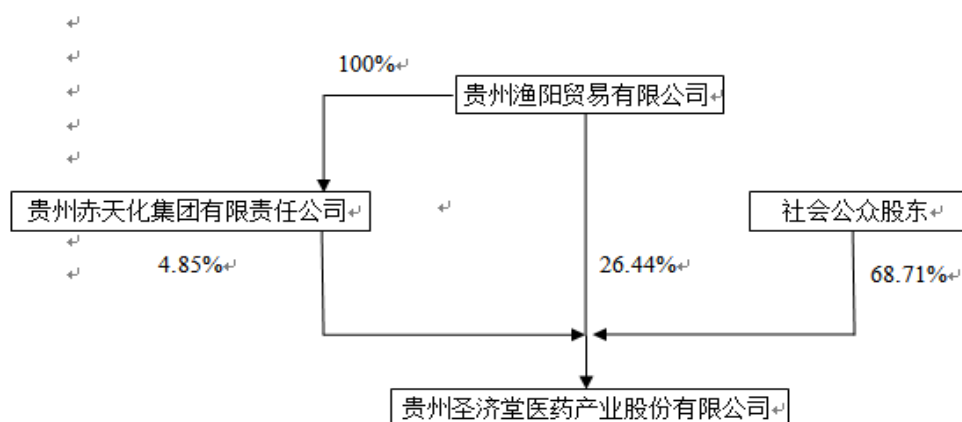 100%
贵州渔阳贸易有限公司
贵州赤天化集团有限责任公司
社会公众股东
4.85%
26.44%
68.71%
贵州圣济堂医药产业股份有限公司